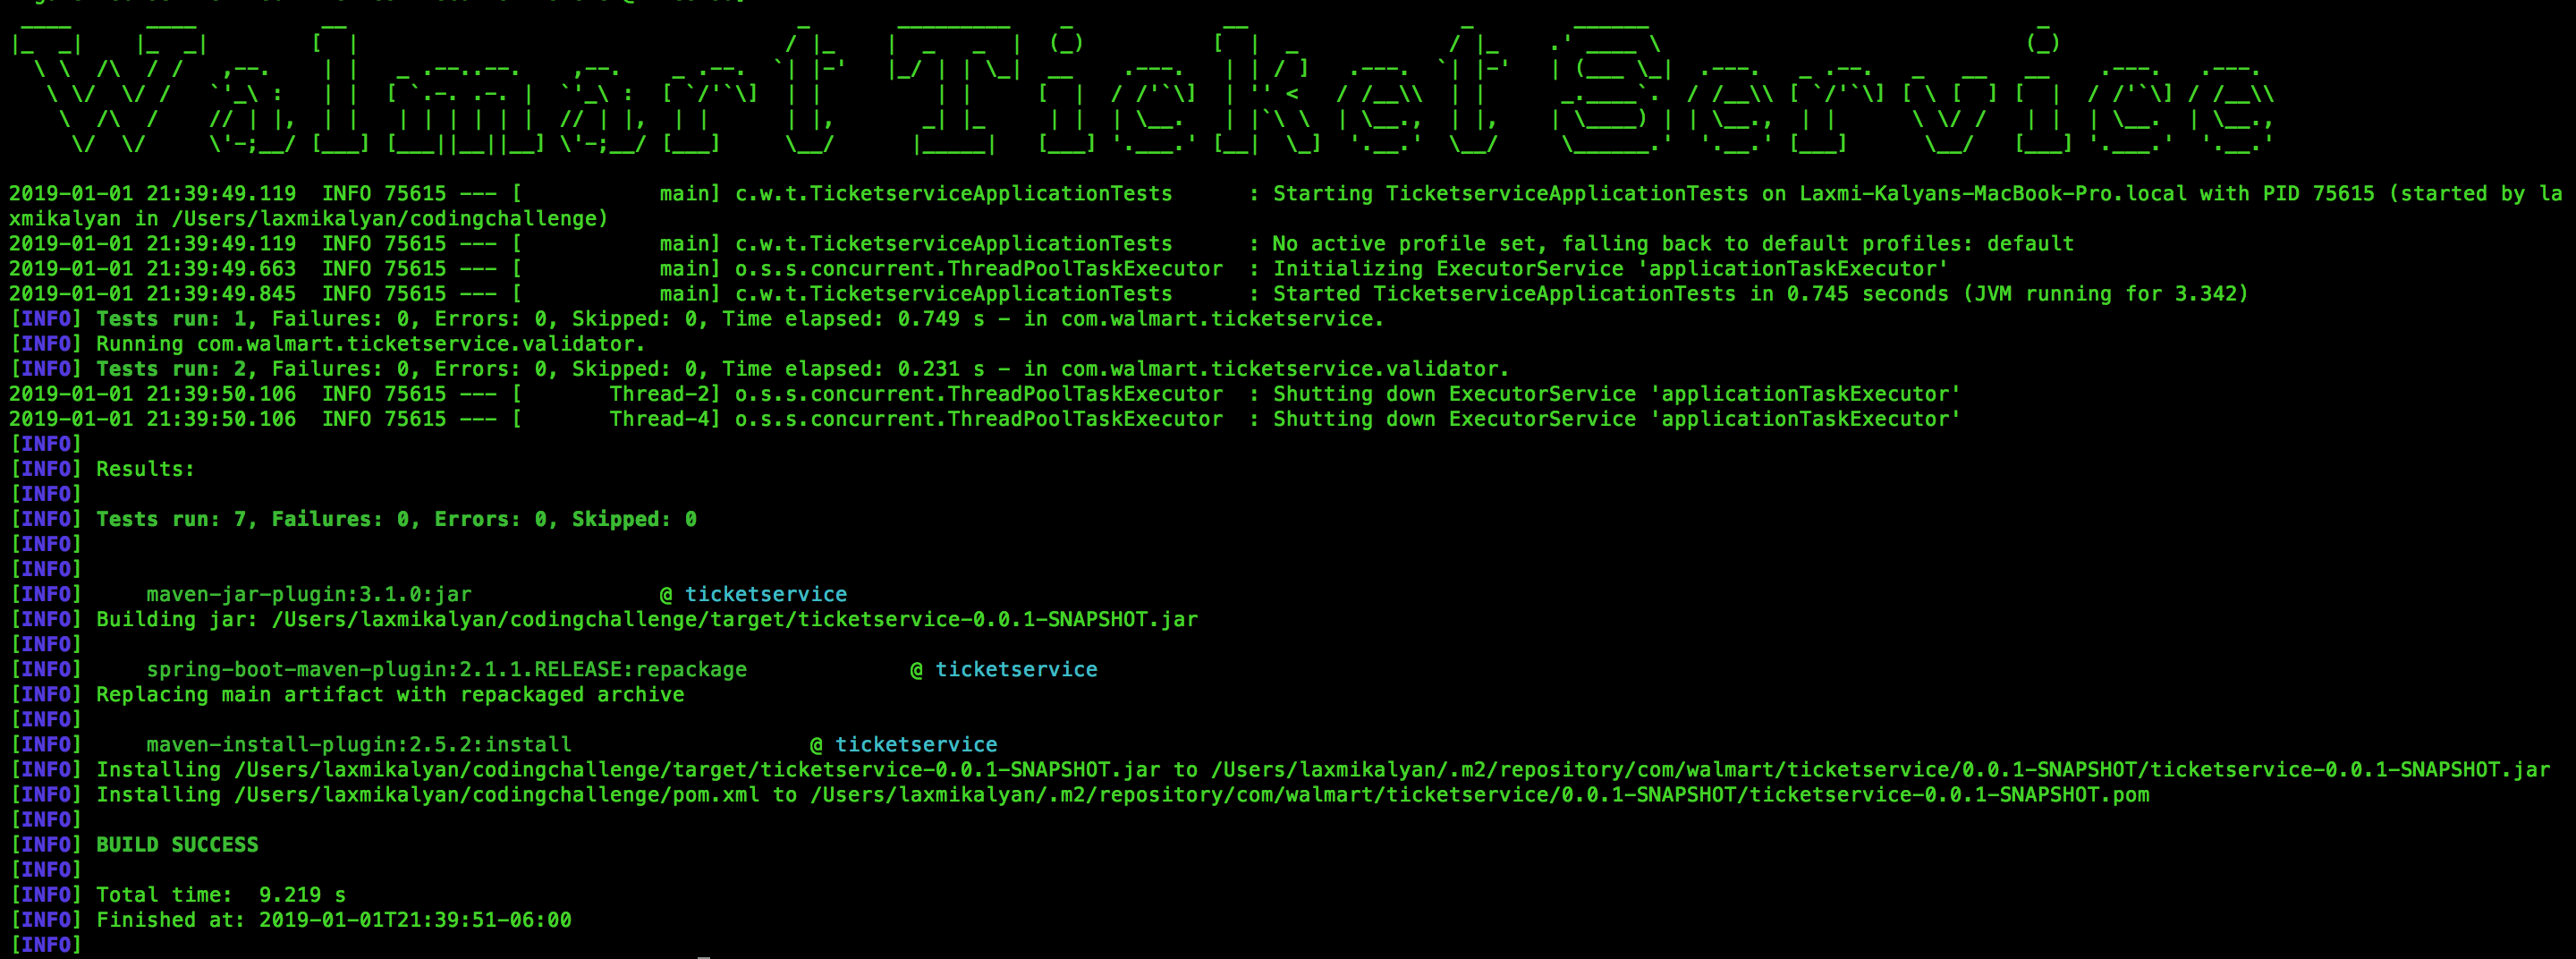 Walmart Ticket Service
2019-01-01 21:39:49.119  INFO 75615 --- [           main] c.w.t.TicketserviceApplicationTests      : Starting TicketserviceApplicationTests on Laxmi-Kalyans-MacBook-Pro.local with PID 75615 (started by la
xmikalyan in /Users/laxmikalyan/codingchallenge)
2019-01-01 21:39:49.119  INFO 75615 --- [           main] c.w.t.TicketserviceApplicationTests      : No active profile set, falling back to default profiles: default
2019-01-01 21:39:49.663  INFO 75615 --- [           main] o.s.s.concurrent.ThreadPoolTaskExecutor  : Initializing ExecutorService 'applicationTaskExecutor'
2019-01-01 21:39:49.845  INFO 75615 --- [           main] c.w.t.TicketserviceApplicationTests      : Started TicketserviceApplicationTests in 0.745 seconds (JVM running for 3.342)
[INFO] Tests run: 1, Failures: 0, Errors: 0, Skipped: 0, Time elapsed: 0.749 s - in com.walmart.ticketservice.
[INFO] Running com.walmart.ticketservice.validator.
[INFO] Tests run: 2, Failures: 0, Errors: 0, Skipped: 0, Time elapsed: 0.231 s - in com.walmart.ticketservice.validator.
2019-01-01 21:39:50.106  INFO 75615 --- [       Thread-2] o.s.s.concurrent.ThreadPoolTaskExecutor  : Shutting down ExecutorService 'applicationTaskExecutor'
2019-01-01 21:39:50.106  INFO 75615 --- [       Thread-4] o.s.s.concurrent.ThreadPoolTaskExecutor  : Shutting down ExecutorService 'applicationTaskExecutor'
[INFO]
[INFO] Results:
[INFO]
[INFO] Tests run: 7, Failures: 0, Errors: 0, Skipped: 0
[INFO]
[INFO]
[INFO]     maven-jar-plugin:3.1.0:jar               @ ticketservice
[INFO] Building jar: /Users/laxmikalyan/codingchallenge/target/ticketservice-0.0.1-SNAPSHOT.jar
[INFO]
[INFO]     spring-boot-maven-plugin:2.1.1.RELEASE:repackage             @ ticketservice
[INFO] Replacing main artifact with repackaged archive
[INFO]
[INFO]     maven-install-plugin:2.5.2:install                   @ ticketservice
[INFO] Installing /Users/laxmikalyan/codingchallenge/target/ticketservice-0.0.1-SNAPSHOT.jar to /Users/laxmikalyan/.m2/repository/com/walmart/ticketservice/0.0.1-SNAPSHOT/ticketservice-0.0.1-SNAPSHOT.jar
[INFO] Installing /Users/laxmikalyan/codingchallenge/pom.xml to /Users/laxmikalyan/.m2/repository/com/walmart/ticketservice/0.0.1-SNAPSHOT/ticketservice-0.0.1-SNAPSHOT.pom
[INFO]
[INFO] BUILD SUCCESS
[INFO]
[INFO] Total time:  9.219 s
[INFO] Finished at: 2019-01-01T21:39:51-06:00
[INFO]